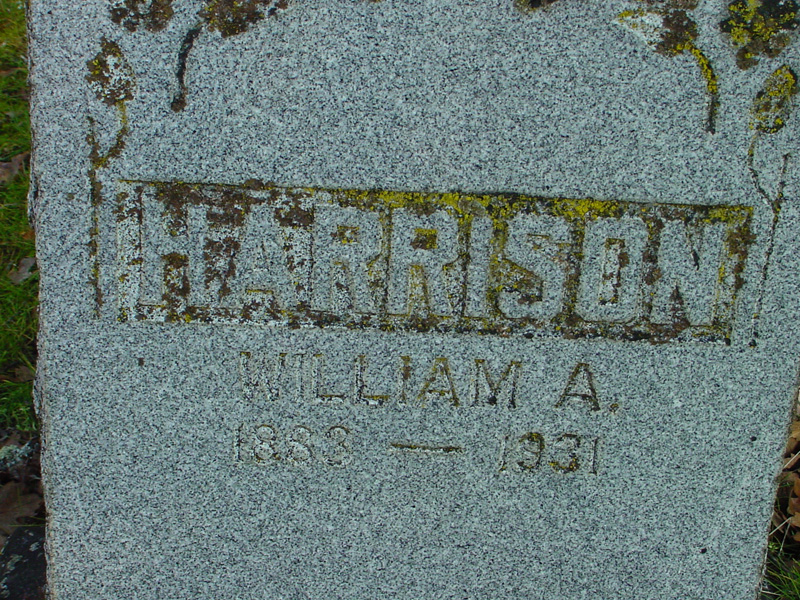 HARRISON
WILLIAM A.
1883 — 1931